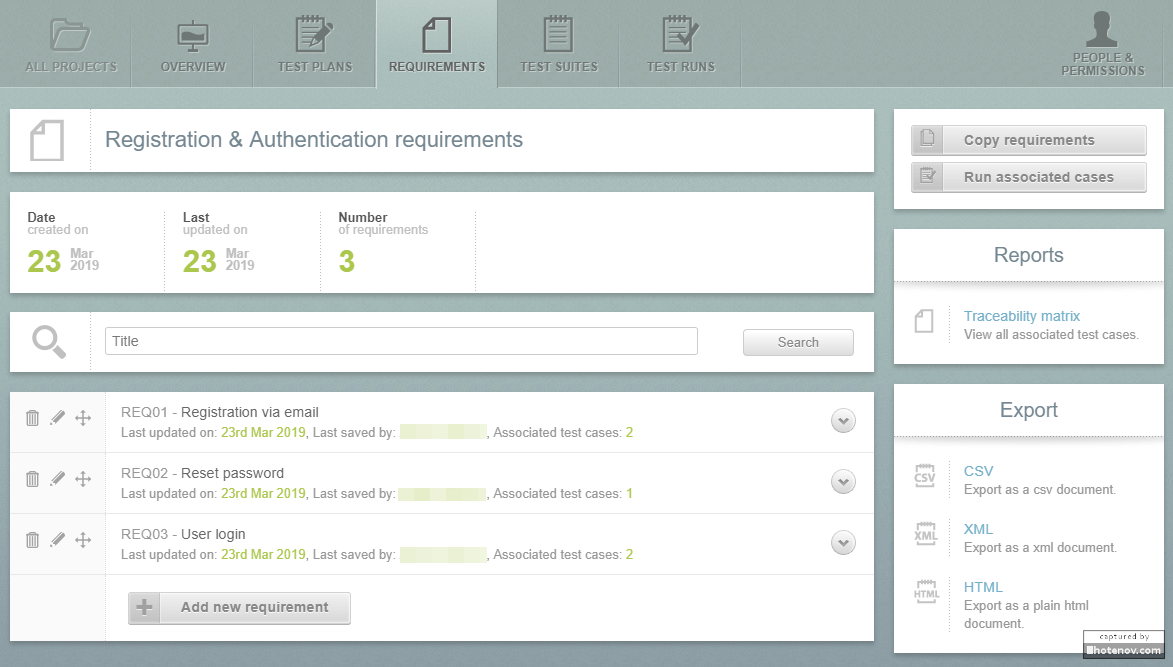 ALL PROJECTS
OVERVIEW
TEST PLANS
REQUIREMENTS
TEST SUITES
TEST RUNS
PEOPLE &
PERMISSIONS
Registration & Authentication requirements
Date
created on
23 Mar
2019
Last
updated on
23 Mar
2019
Number
of requirements
3
Title
Search
REQ01 - Registration via email
Last updated on: 23rd Mar 2019, Last saved by: , Associated test cases: 2
REQ02 - Reset password
Last updated on: 23rd Mar 2019, Last saved by: , Associated test cases: 1
REQ03 - User login
Last updated on: 23rd Mar 2019, Last saved by: , Associated test cases: 2
Add new requirement
Copy requirements
Run associated cases
Reports
Traceability matrix
View all associated test cases.
Export
CSV
CSV
Export as a csv document.
XML
XML
Export as a xml document.
HTML
HTML
Export as a plain html
document.
captured by
hotenov.com